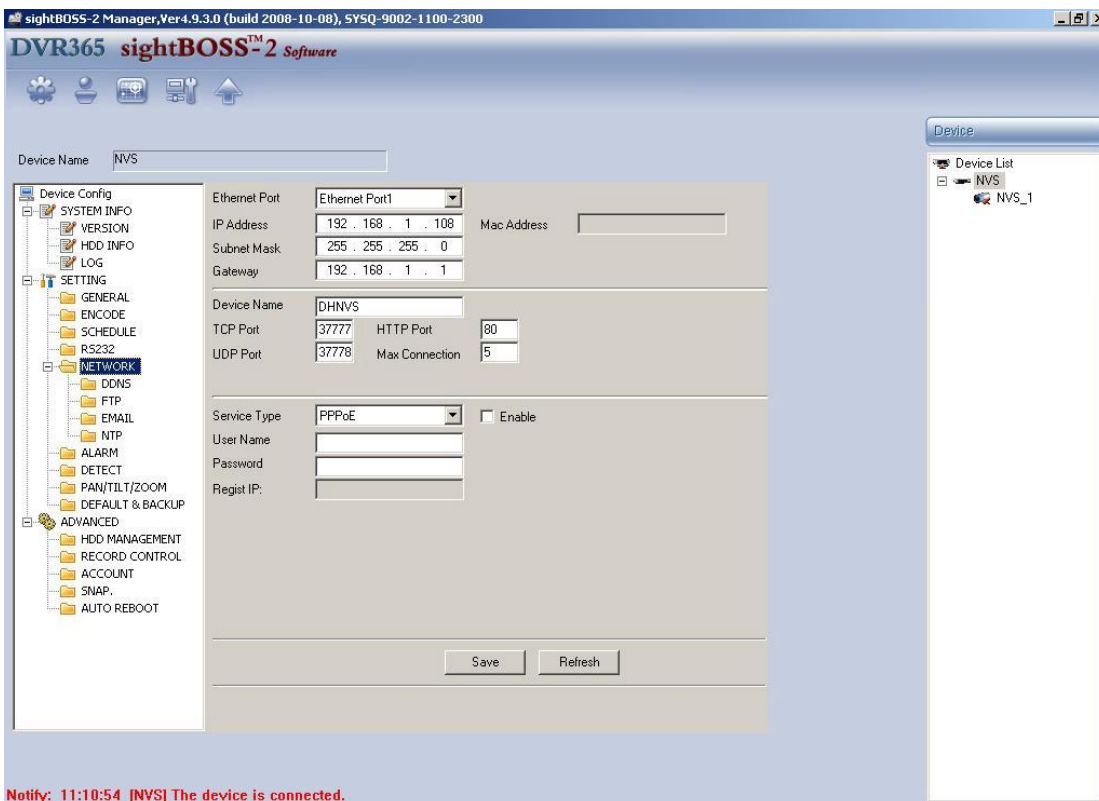 sightBOSS-2 Manager,Ver4.9.3.0 (build 2008-10-08), SYSQ-9002-1100-2300
DVR365 sightBOSS™-2 Software
Device
Device Name NVS
Device List
NVS
NVS_1
Device Config
SYSTEM INFO
VERSION
HDD INFO
LOG
SETTING
GENERAL
ENCODE
SCHEDULE
RS232
NETWORK
DDNS
FTP
EMAIL
NTP
ALARM
DETECT
PAN/TILT/ZOOM
DEFAULT & BACKUP
ADVANCED
HDD MANAGEMENT
RECORD CONTROL
ACCOUNT
SNAP.
AUTO REBOOT
Ethernet Port Ethernet Port1
IP Address 192 . 168 . 1 . 108 Mac Address
Subnet Mask 255 . 255 . 255 . 0
Gateway 192 . 168 . 1 . 1
Device Name DHNVS
TCP Port 37777 HTTP Port 80
UDP Port 37778 Max Connection 5
Service Type PPPoE Enable
User Name
Password
Regist IP:
Save Refresh
Notify: 11:10:54 [NVS] The device is connected.